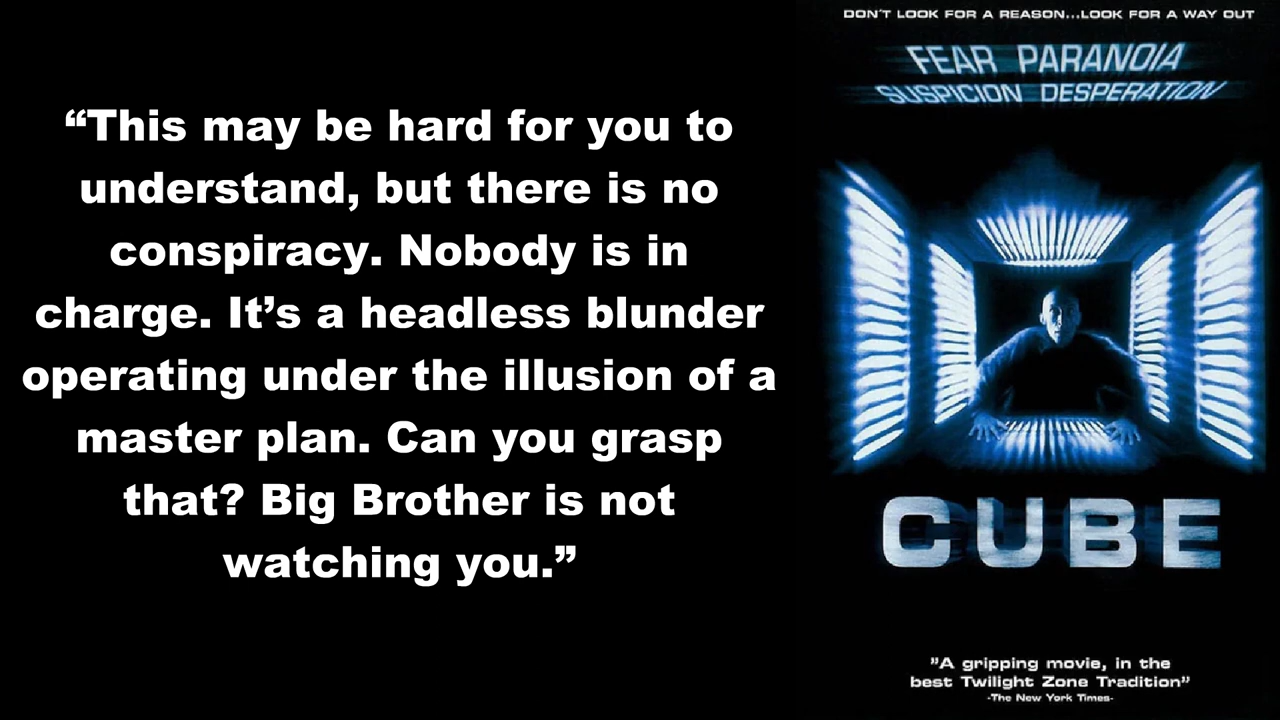 “This may be hard for you to
understand, but there is no
conspiracy. Nobody is in
charge. It’s a headless blunder
operating under the illusion of a
master plan. Can you grasp
that? Big Brother is not
watching you.”
DON'T LOOK FOR A REASON...LOOK FOR A WAY OUT
FEAR PARANOIA
SUSPICION DESPERATION
CUBE
"A gripping movie, in the
best Twilight Zone Tradition"
-The New York Times-